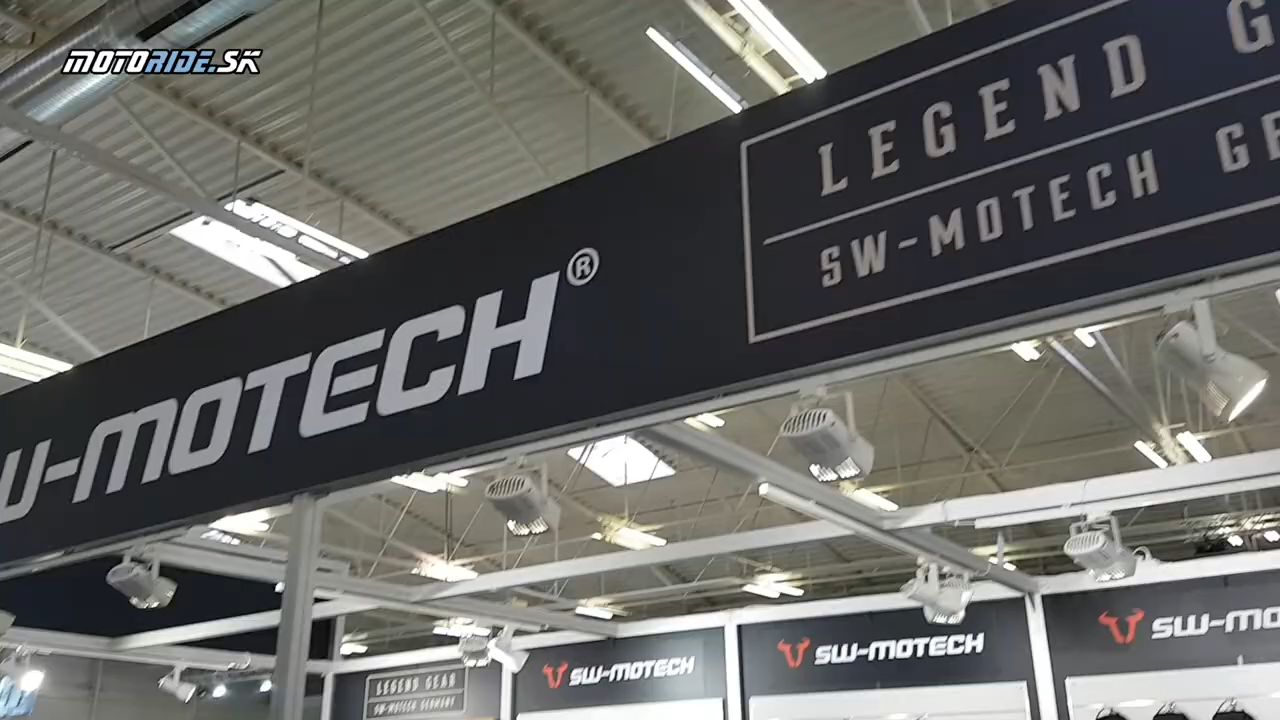 MOTORIDE.SK
LEGEND G
SW-MOTECH GE
W-MOTECH®
SW-MOTECH
SW-MOTECH
SW-MO
LEGEND GEAR
SW-MOTECH GERMANY